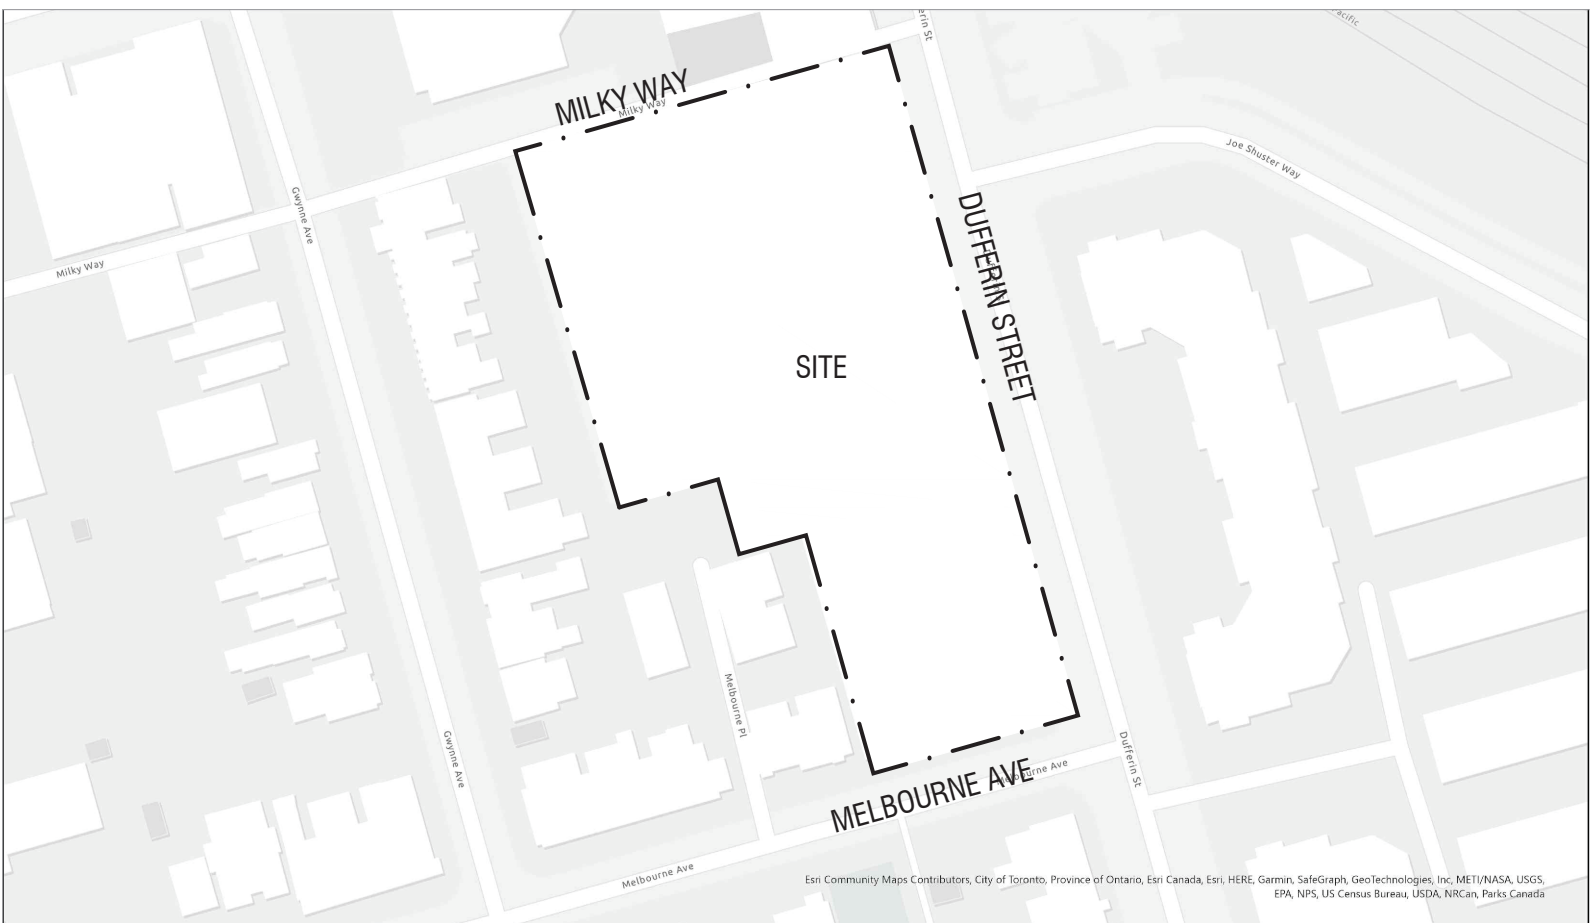 erin St
acific
MILKY WAY
Milky Way
Joe Shuster Way
Gwynne Ave
DUFFERIN STREET
Milky Way
SITE
Melbourne Pl
Gwynne Ave
Dufferin St
Melbourne Ave
MELBOURNE AVE
Melbourne Ave
Esri Community Maps Contributors, City of Toronto, Province of Ontario, Esri Canada, Esri, HERE, Garmin, SafeGraph, GeoTechnologies, Inc, METI/NASA, USGS,
EPA, NPS, US Census Bureau, USDA, NRCan, Parks Canada